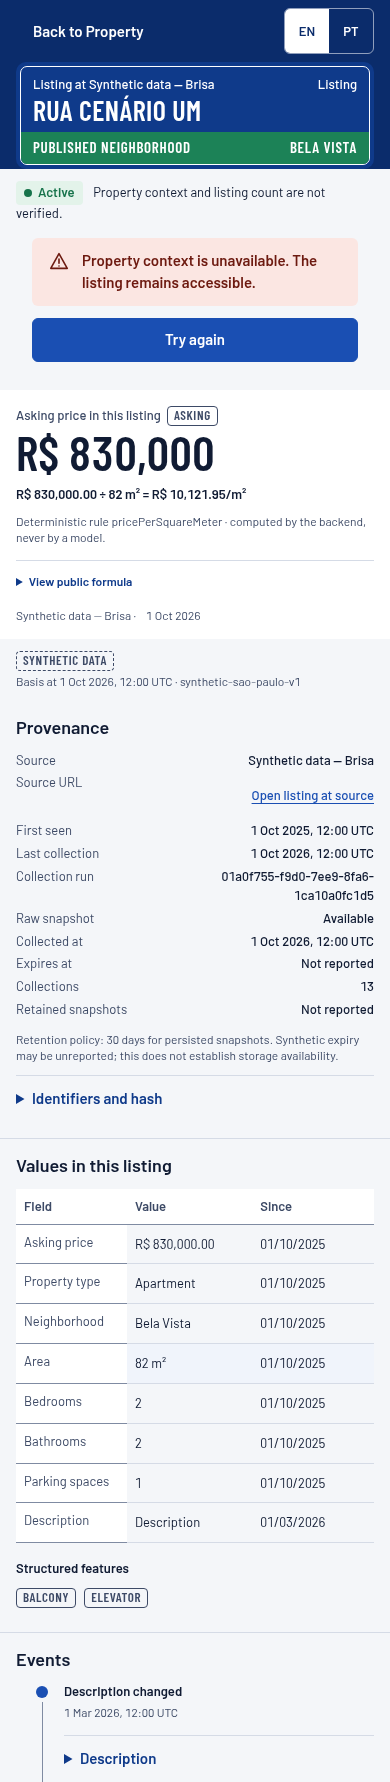 Back to Property
EN
PT
Listing at Synthetic data — Brisa
Listing
RUA CENÁRIO UM
PUBLISHED NEIGHBORHOOD
BELA VISTA
Active Property context and listing count are not
verified.
Property context is unavailable. The
listing remains accessible.
Try again
Asking price in this listing ASKING
R$ 830,000
R$ 830,000.00 ÷ 82 m² = R$ 10,121.95/m²
Deterministic rule pricePerSquareMeter · computed by the backend,
never by a model.
View public formula
Synthetic data — Brisa · 1 Oct 2026
SYNTHETIC DATA
Basis at 1 Oct 2026, 12:00 UTC · synthetic-sao-paulo-v1
Provenance
Source Synthetic data — Brisa
Source URL
Open listing at source
First seen 1 Oct 2025, 12:00 UTC
Last collection 1 Oct 2026, 12:00 UTC
Collection run 01a0f755-f9d0-7ee9-8fa6-
1ca10a0fc1d5
Raw snapshot Available
Collected at 1 Oct 2026, 12:00 UTC
Expires at Not reported
Collections 13
Retained snapshots Not reported
Retention policy: 30 days for persisted snapshots. Synthetic expiry
may be unreported; this does not establish storage availability.
Identifiers and hash
Values in this listing
Field Value Since
Asking price R$ 830,000.00 01/10/2025
Property type Apartment 01/10/2025
Neighborhood Bela Vista 01/10/2025
Area 82 m² 01/10/2025
Bedrooms 2 01/10/2025
Bathrooms 2 01/10/2025
Parking spaces 1 01/10/2025
Description Description 01/03/2026
Structured features
BALCONY ELEVATOR
Events
Description changed
1 Mar 2026, 12:00 UTC
Description